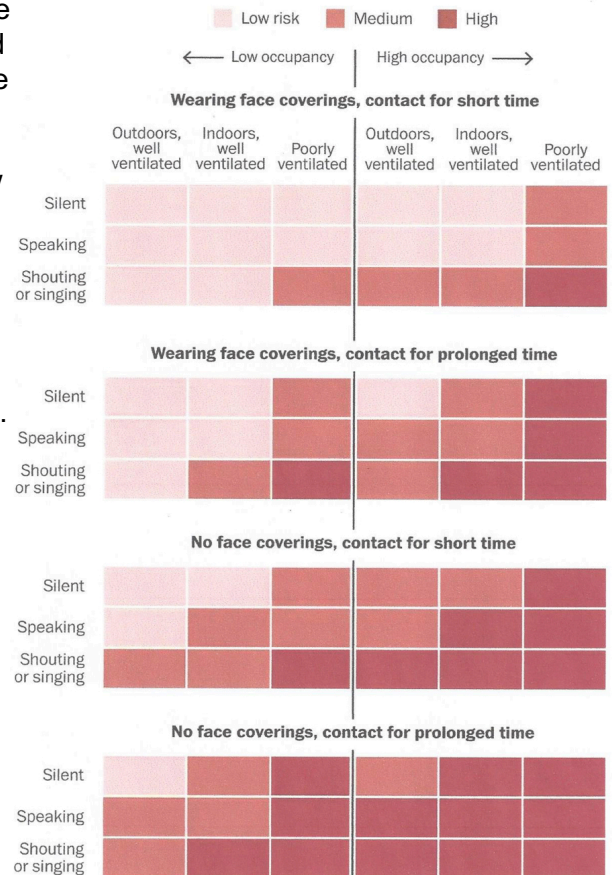 e
d
e
y
.
Low risk Medium High
← Low occupancy High occupancy →
Wearing face coverings, contact for short time
Outdoors, well ventilated Indoors, well ventilated Poorly ventilated Outdoors, well ventilated Indoors, well ventilated Poorly ventilated
Silent
Speaking
Shouting
or singing
Wearing face coverings, contact for prolonged time
Silent
Speaking
Shouting
or singing
No face coverings, contact for short time
Silent
Speaking
Shouting
or singing
No face coverings, contact for prolonged time
Silent
Speaking
Shouting
or singing